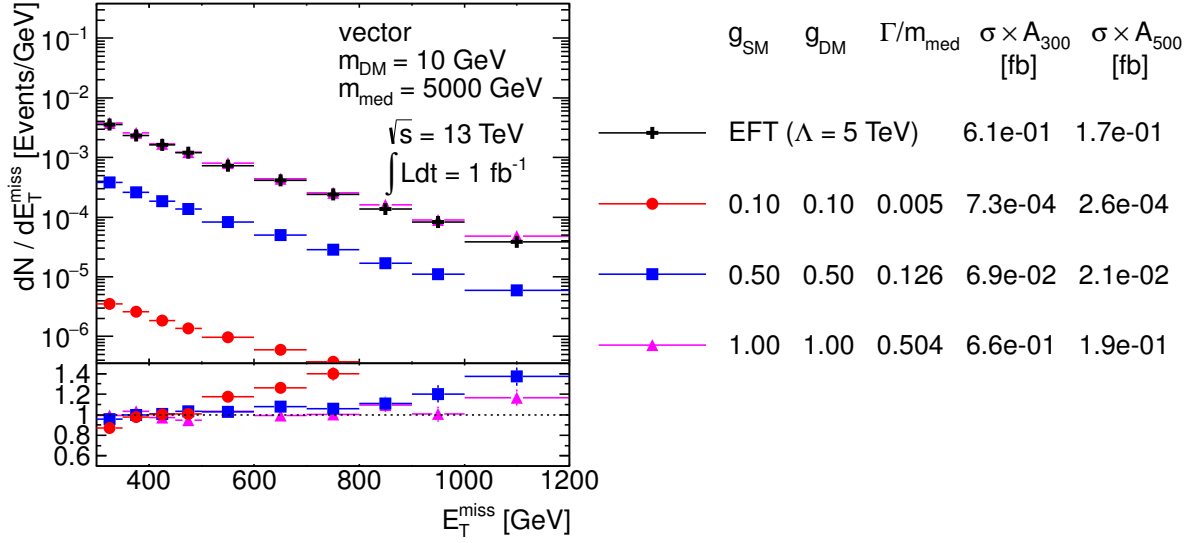 dN / dE_T^miss [Events/GeV]
10⁻¹
10⁻²
10⁻³
10⁻⁴
10⁻⁵
10⁻⁶
vector
m_DM = 10 GeV
m_med = 5000 GeV
√s = 13 TeV
∫ Ldt = 1 fb⁻¹
1.4
1.2
1
0.8
0.6
400 600 800 1000 1200
E_T^miss [GeV]
g_SM g_DM Γ/m_med σ × A_300 [fb] σ × A_500 [fb]
EFT (Λ = 5 TeV) 6.1e-01 1.7e-01
0.10 0.10 0.005 7.3e-04 2.6e-04
0.50 0.50 0.126 6.9e-02 2.1e-02
1.00 1.00 0.504 6.6e-01 1.9e-01